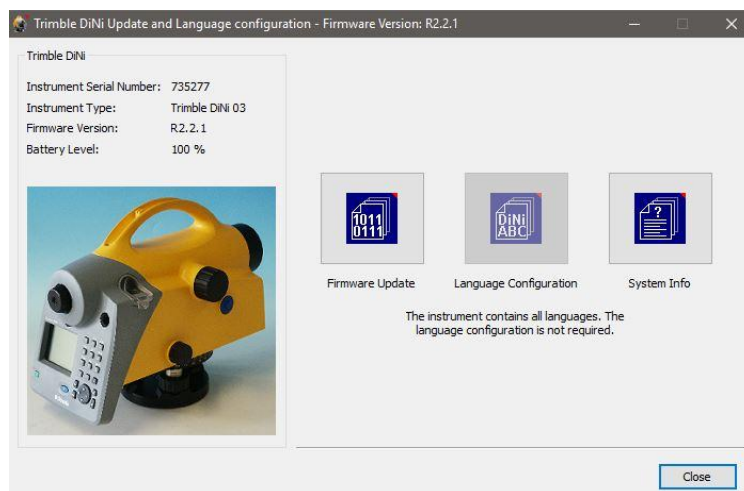 Trimble DiNi Update and Language configuration - Firmware Version: R2.2.1
Trimble DiNi
Instrument Serial Number: 735277
Instrument Type: Trimble DiNi 03
Firmware Version: R2.2.1
Battery Level: 100 %
1011
0111
DiNi
ABC
?
Firmware Update
Language Configuration
System Info
The instrument contains all languages. The
language configuration is not required.
Close